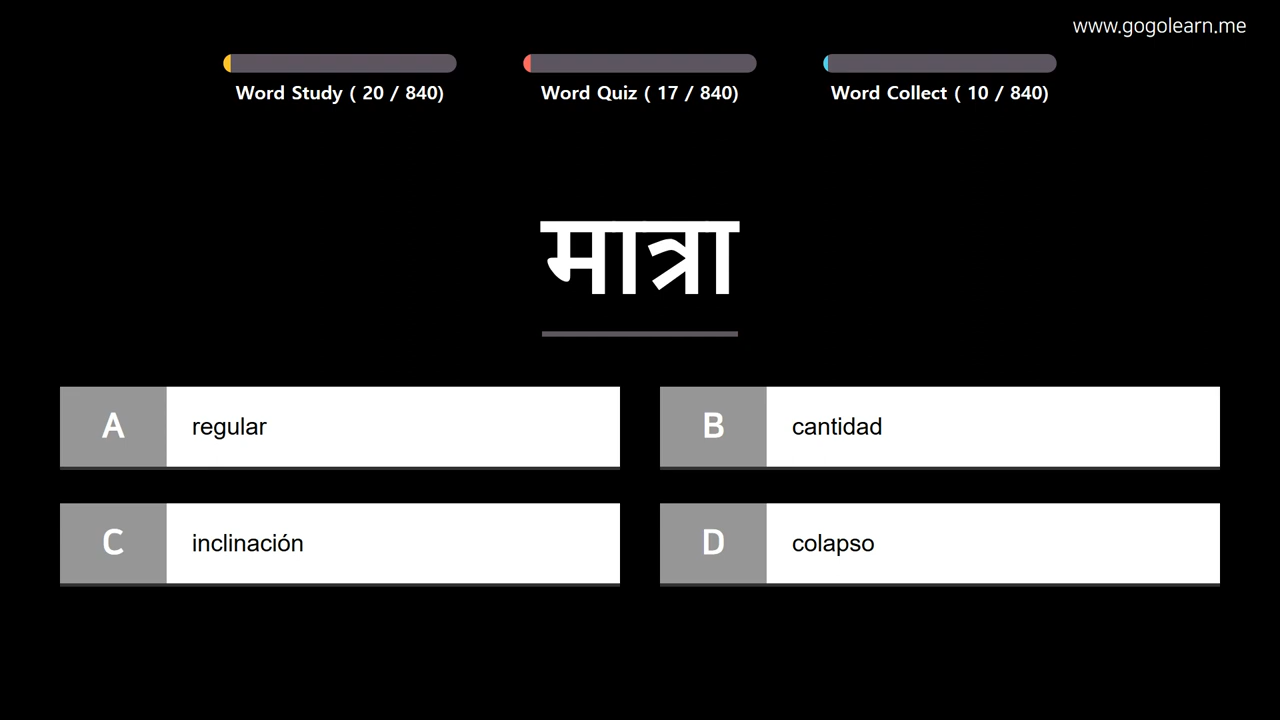 www.gogolearn.me
Word Study ( 20 / 840)
Word Quiz ( 17 / 840)
Word Collect ( 10 / 840)
मात्रा
A regular
B cantidad
C inclinación
D colapso